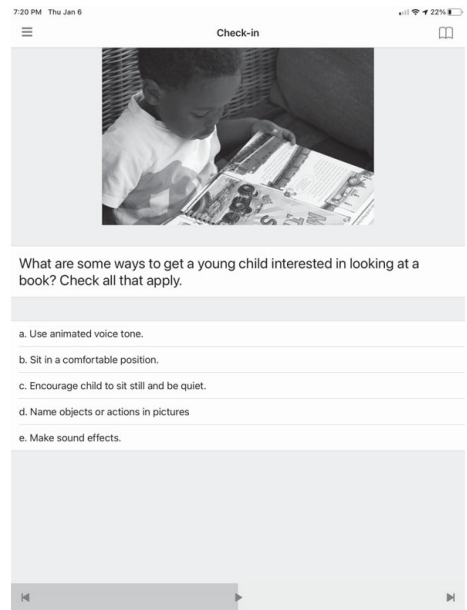 7:20 PM Thu Jan 6
22%
Check-in
What are some ways to get a young child interested in looking at a
book? Check all that apply.
a. Use animated voice tone.
b. Sit in a comfortable position.
c. Encourage child to sit still and be quiet.
d. Name objects or actions in pictures
e. Make sound effects.